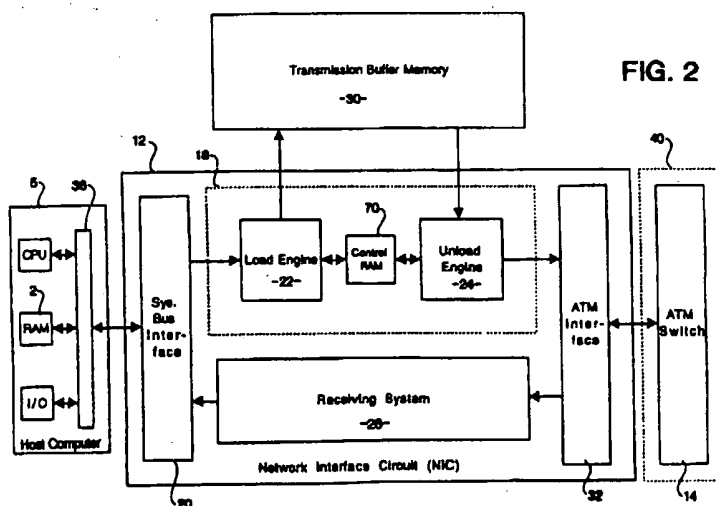 FIG. 2
Transmission Buffer Memory
-30-
12
18
40
5
36
70
CPU
2
RAM
I/O
Host Computer
Sys.
Bus
Inter-
face
Load Engine
-22-
Control
RAM
Unload
Engine
-24-
ATM
Inter-
face
ATM
Switch
Receiving System
Network Interface Circuit (NIC)
32
14